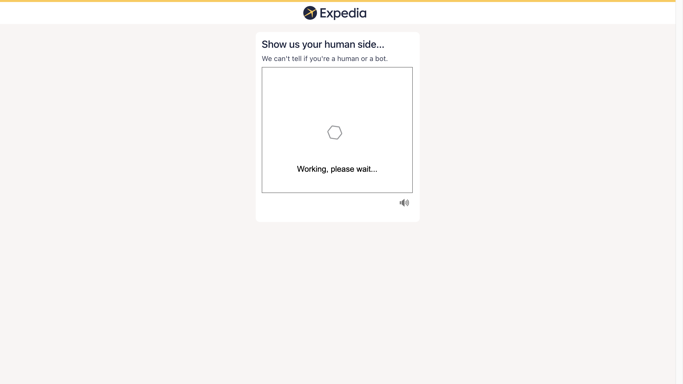 Expedia
Show us your human side...
We can't tell if you're a human or a bot.
Working, please wait...